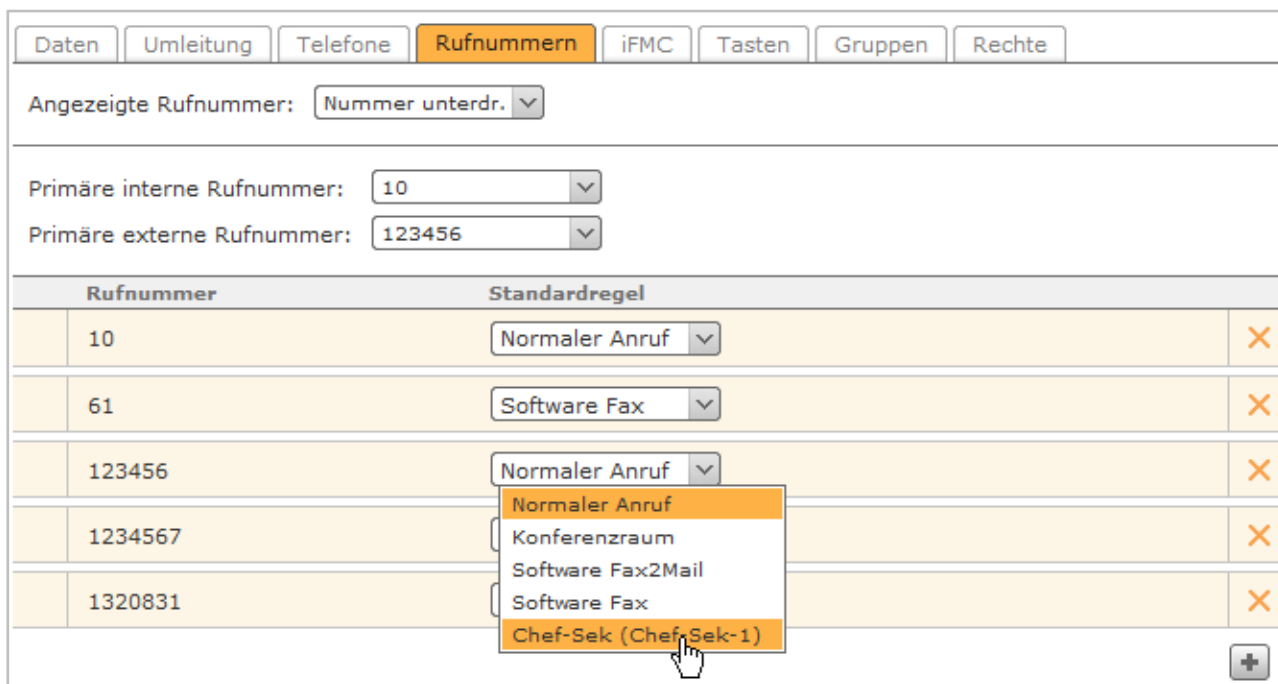 Daten Umleitung Telefone Rufnummern iFMC Tasten Gruppen Rechte
Angezeigte Rufnummer: Nummer unterdr.
Primäre interne Rufnummer: 10
Primäre externe Rufnummer: 123456
Rufnummer Standardregel
10 Normaler Anruf
61 Software Fax
123456 Normaler Anruf
Normaler Anruf
1234567 Konferenzraum
Software Fax2Mail
1320831 Software Fax
Chef-Sek (Chef-Sek-1)